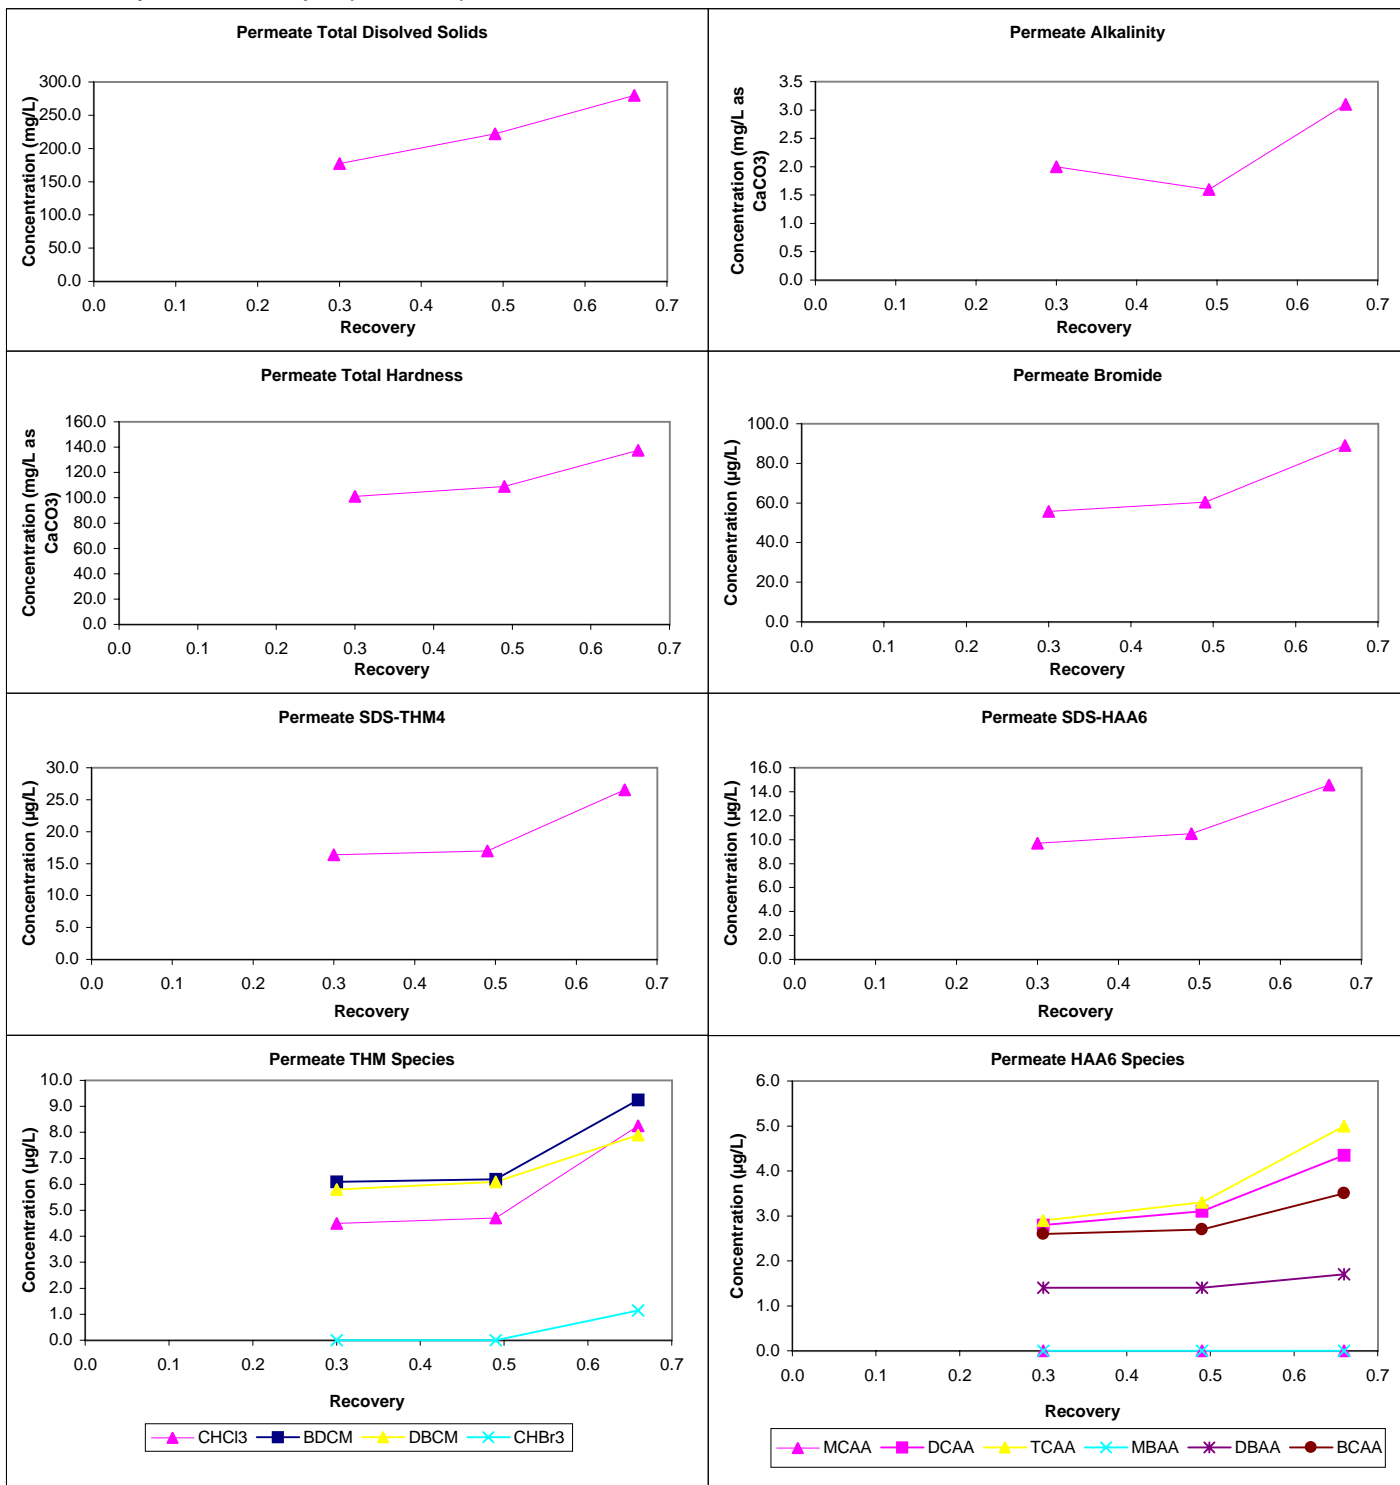 Permeate Total Disolved Solids
Concentration (mg/L)
300.0
250.0
200.0
150.0
100.0
50.0
0.0
0.0 0.1 0.2 0.3 0.4 0.5 0.6 0.7
Recovery
Permeate Alkalinity
Concentration (mg/L as
CaCO3)
3.5
3.0
2.5
2.0
1.5
1.0
0.5
0.0
0.0 0.1 0.2 0.3 0.4 0.5 0.6 0.7
Recovery
Permeate Total Hardness
Concentration (mg/L as
CaCO3)
160.0
140.0
120.0
100.0
80.0
60.0
40.0
20.0
0.0
0.0 0.1 0.2 0.3 0.4 0.5 0.6 0.7
Recovery
Permeate Bromide
Concentration (µg/L)
100.0
80.0
60.0
40.0
20.0
0.0
0.0 0.1 0.2 0.3 0.4 0.5 0.6 0.7
Recovery
Permeate SDS-THM4
Concentration (µg/L)
30.0
25.0
20.0
15.0
10.0
5.0
0.0
0.0 0.1 0.2 0.3 0.4 0.5 0.6 0.7
Recovery
Permeate SDS-HAA6
Concentration (µg/L)
16.0
14.0
12.0
10.0
8.0
6.0
4.0
2.0
0.0
0.0 0.1 0.2 0.3 0.4 0.5 0.6 0.7
Recovery
Permeate THM Species
Concentration (µg/L)
10.0
9.0
8.0
7.0
6.0
5.0
4.0
3.0
2.0
1.0
0.0
0.0 0.1 0.2 0.3 0.4 0.5 0.6 0.7
Recovery
CHCl3 BDCM DBCM CHBr3
Permeate HAA6 Species
Concentration (µg/L)
6.0
5.0
4.0
3.0
2.0
1.0
0.0
0.0 0.1 0.2 0.3 0.4 0.5 0.6 0.7
Recovery
MCAA DCAA TCAA MBAA DBAA BCAA